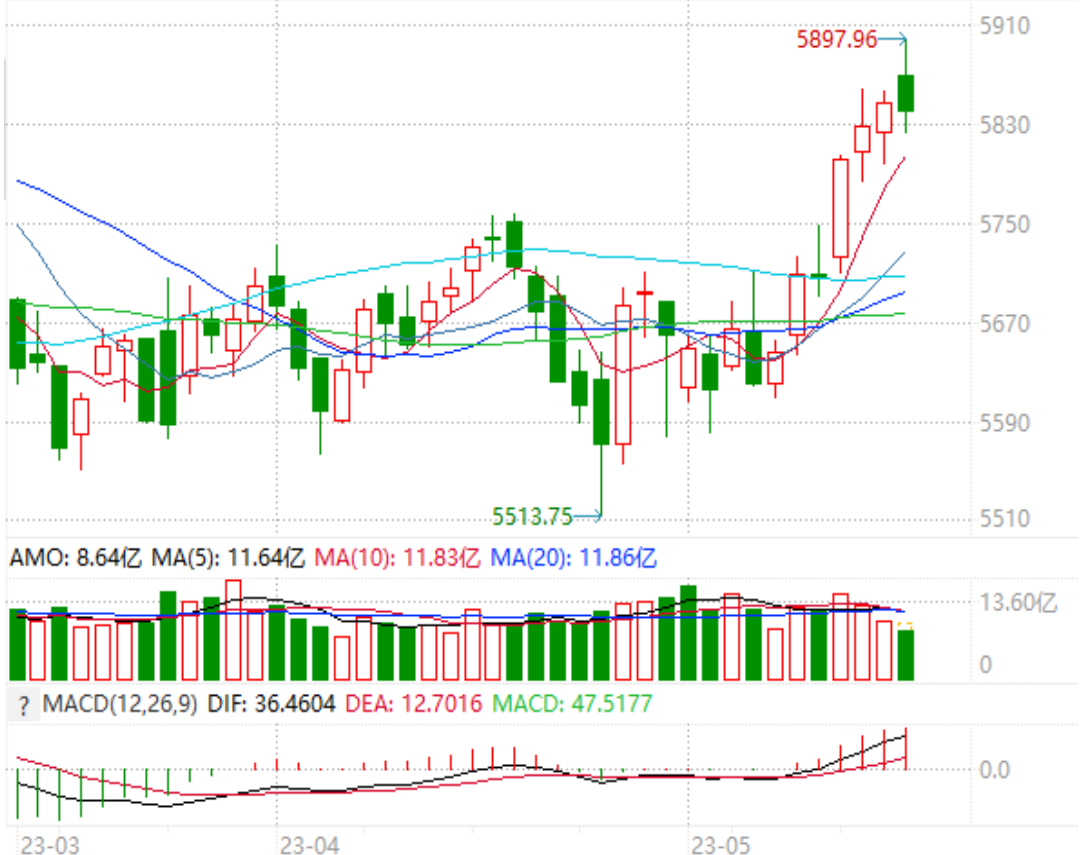 5910
5897.96
5830
5750
5670
5590
5513.75
5510
AMO: 8.64亿 MA(5): 11.64亿 MA(10): 11.83亿 MA(20): 11.86亿
13.60亿
0
? MACD(12,26,9) DIF: 36.4604 DEA: 12.7016 MACD: 47.5177
0.0
23-03 23-04 23-05